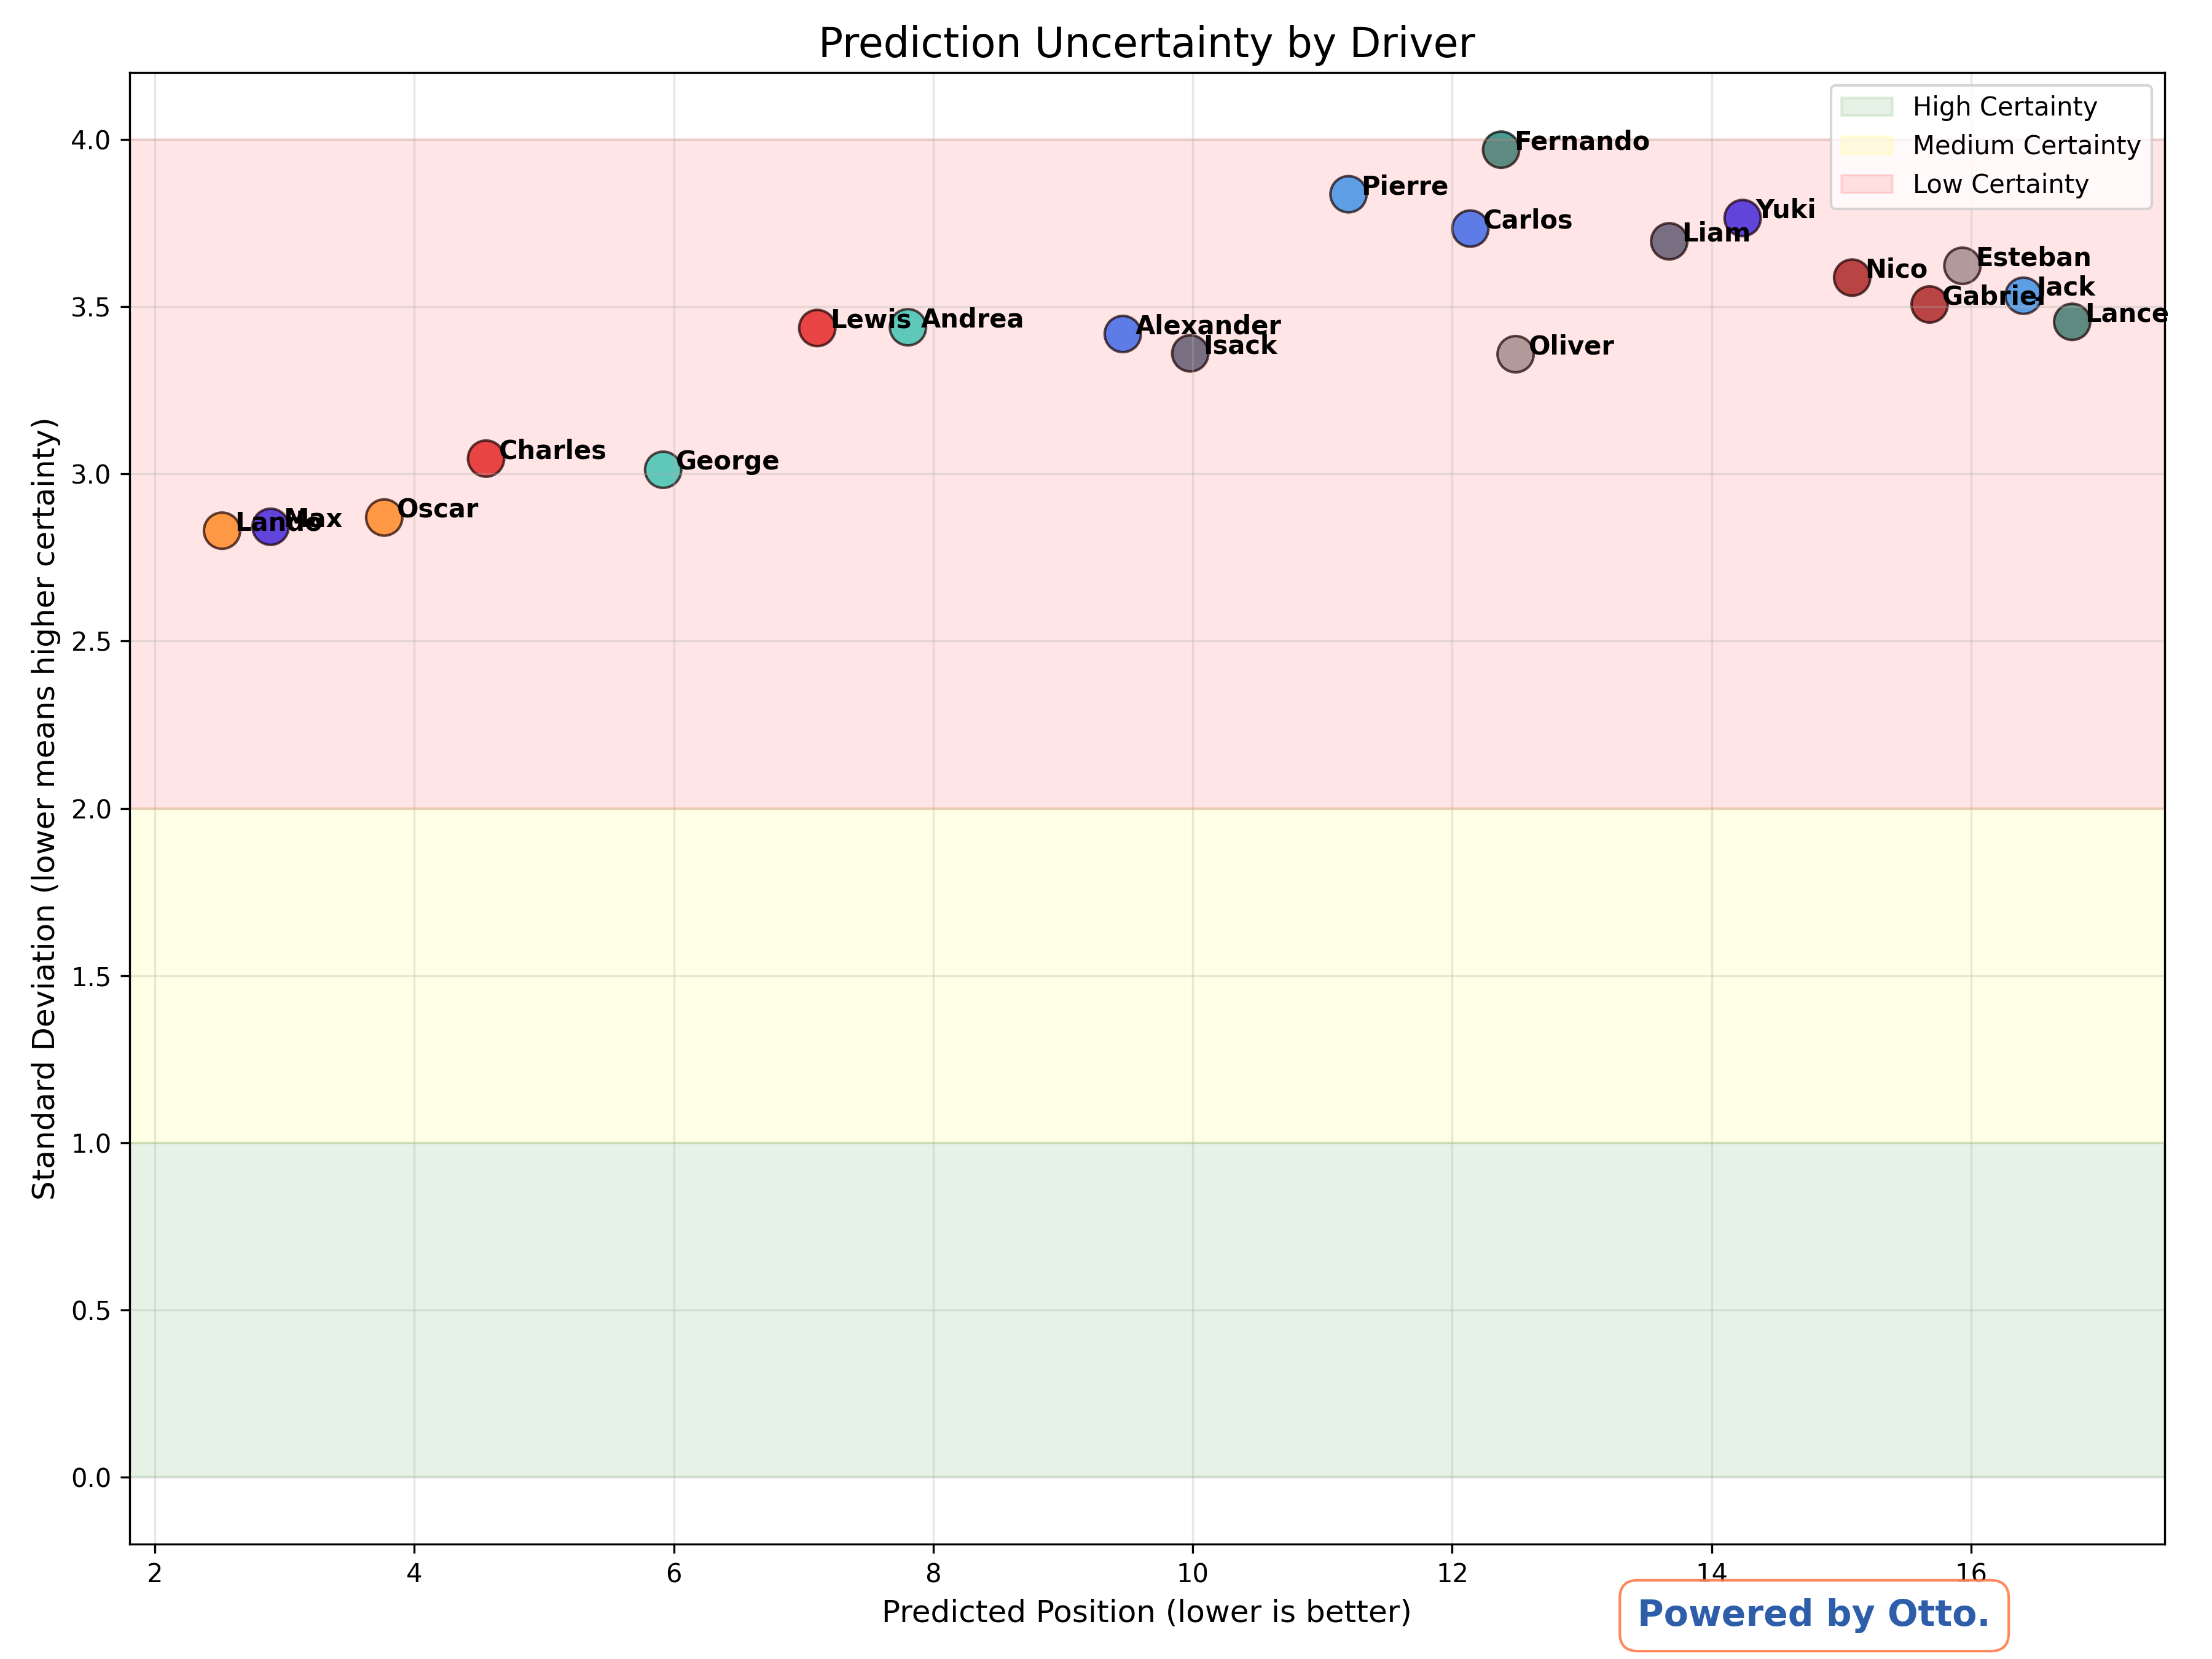 Prediction Uncertainty by Driver
High Certainty
Medium Certainty
Low Certainty
Standard Deviation (lower means higher certainty)
4.0
3.5
3.0
2.5
2.0
1.5
1.0
0.5
0.0
Fernando
Pierre
Yuki
Carlos
Liam
Esteban
Nico
Jack
Gabriel
Lance
Lewis
Andrea
Alexander
Isack
Oliver
Charles
George
Oscar
Lando
Max
2 4 6 8 10 12 14 16
Predicted Position (lower is better)
Powered by Otto.